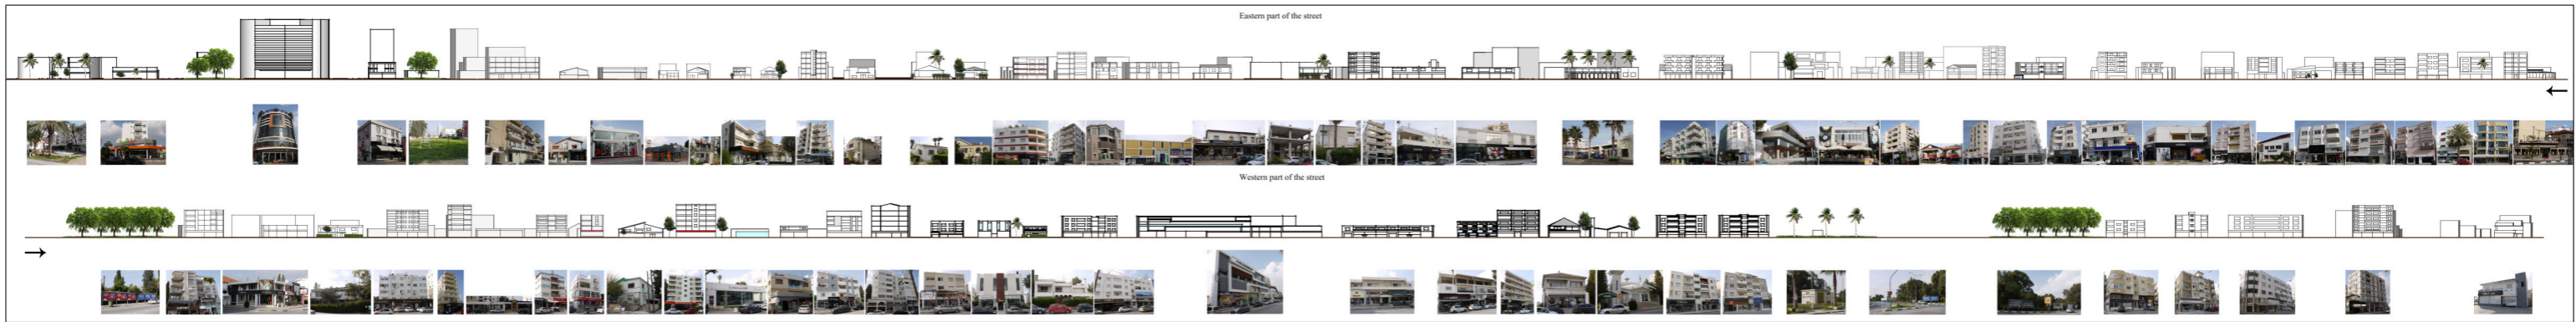 Eastern part of the street
Western part of the street